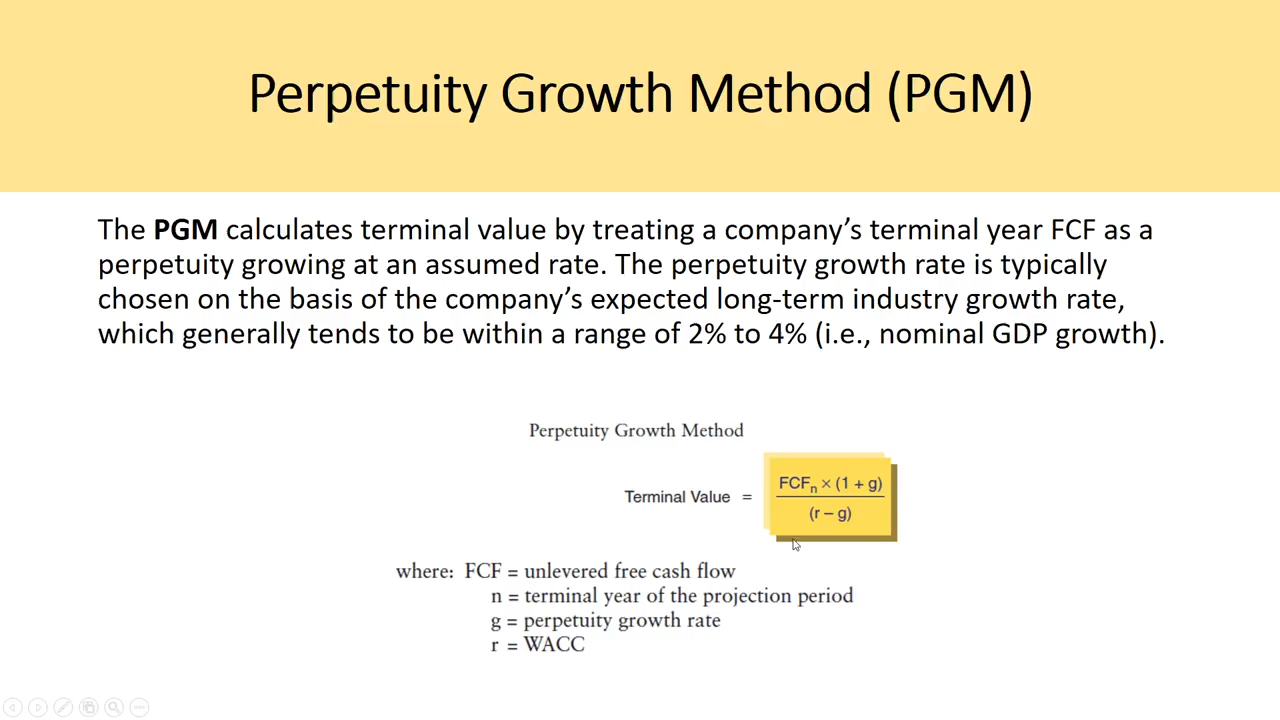 Perpetuity Growth Method (PGM)
The PGM calculates terminal value by treating a company’s terminal year FCF as a
perpetuity growing at an assumed rate. The perpetuity growth rate is typically
chosen on the basis of the company’s expected long-term industry growth rate,
which generally tends to be within a range of 2% to 4% (i.e., nominal GDP growth).
Perpetuity Growth Method
Terminal Value =
FCFn × (1 + g)
(r – g)
where: FCF = unlevered free cash flow
n = terminal year of the projection period
g = perpetuity growth rate
r = WACC